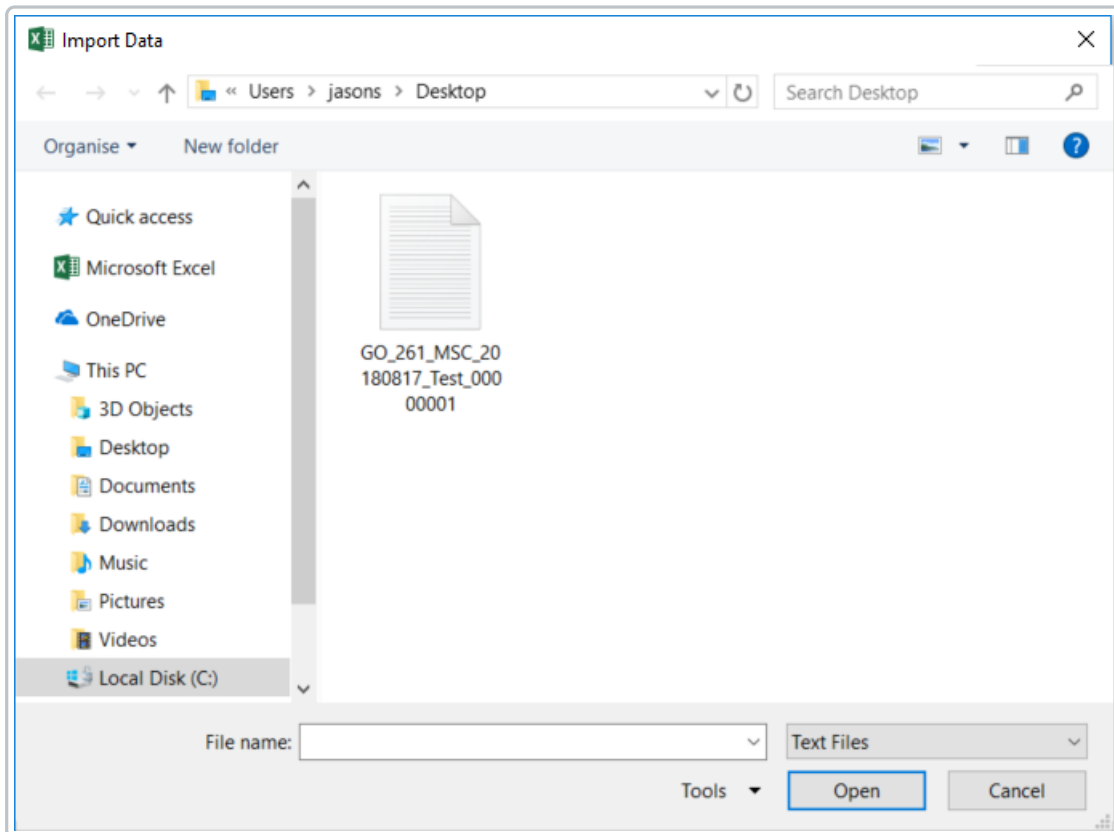 Import Data
« Users > jasons > Desktop
Search Desktop
Organise
New folder
Quick access
Microsoft Excel
OneDrive
This PC
3D Objects
Desktop
Documents
Downloads
Music
Pictures
Videos
Local Disk (C:)
GO_261_MSC_20
180817_Test_000
00001
File name:
Text Files
Tools
Open
Cancel